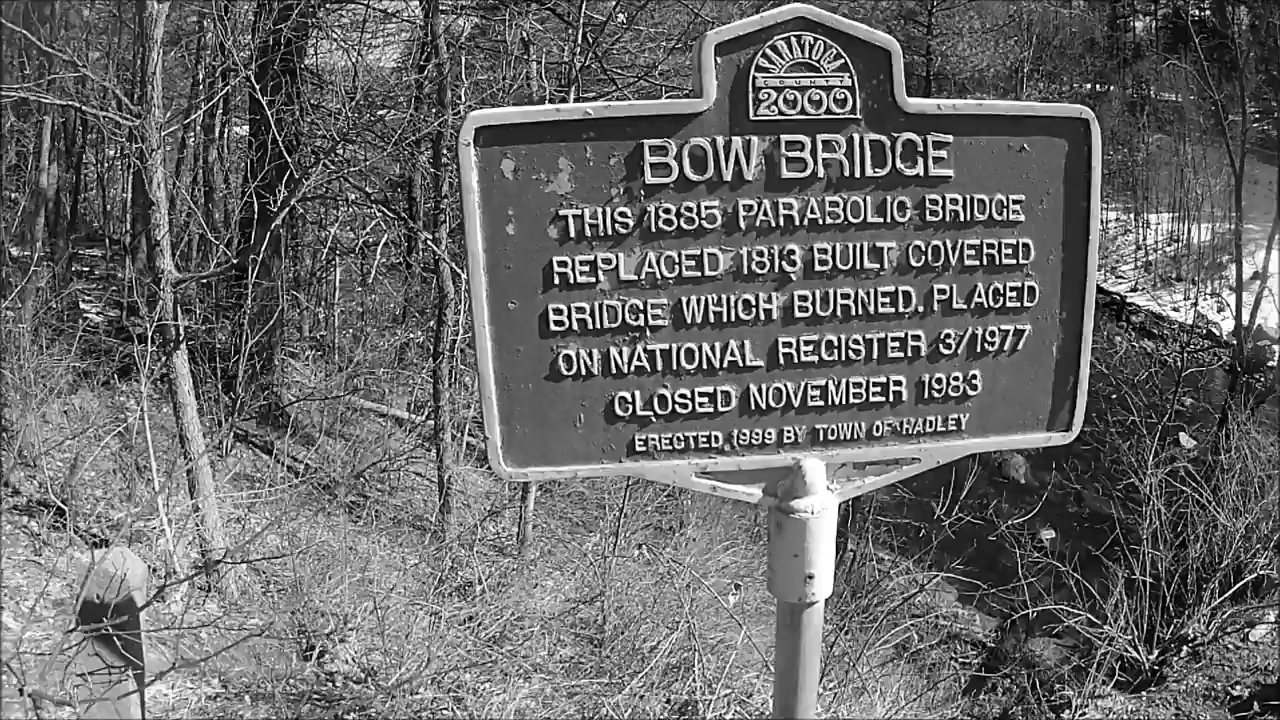 SARATOGA
COUNTY
2000
BOW BRIDGE
THIS 1885 PARABOLIC BRIDGE
REPLACED 1813 BUILT COVERED
BRIDGE WHICH BURNED. PLACED
ON NATIONAL REGISTER 3/1977
CLOSED NOVEMBER 1983
ERECTED 1999 BY TOWN OF HADLEY